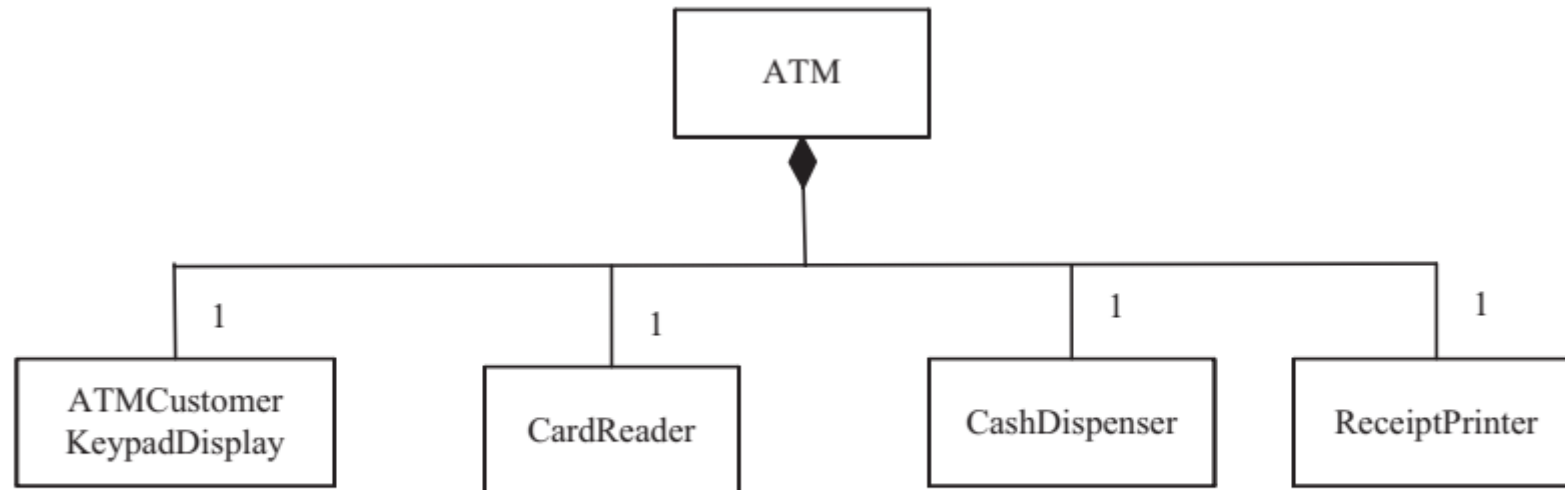 ATM
1
1
1
1
ATMCustomer
KeypadDisplay
CardReader
CashDispenser
ReceiptPrinter